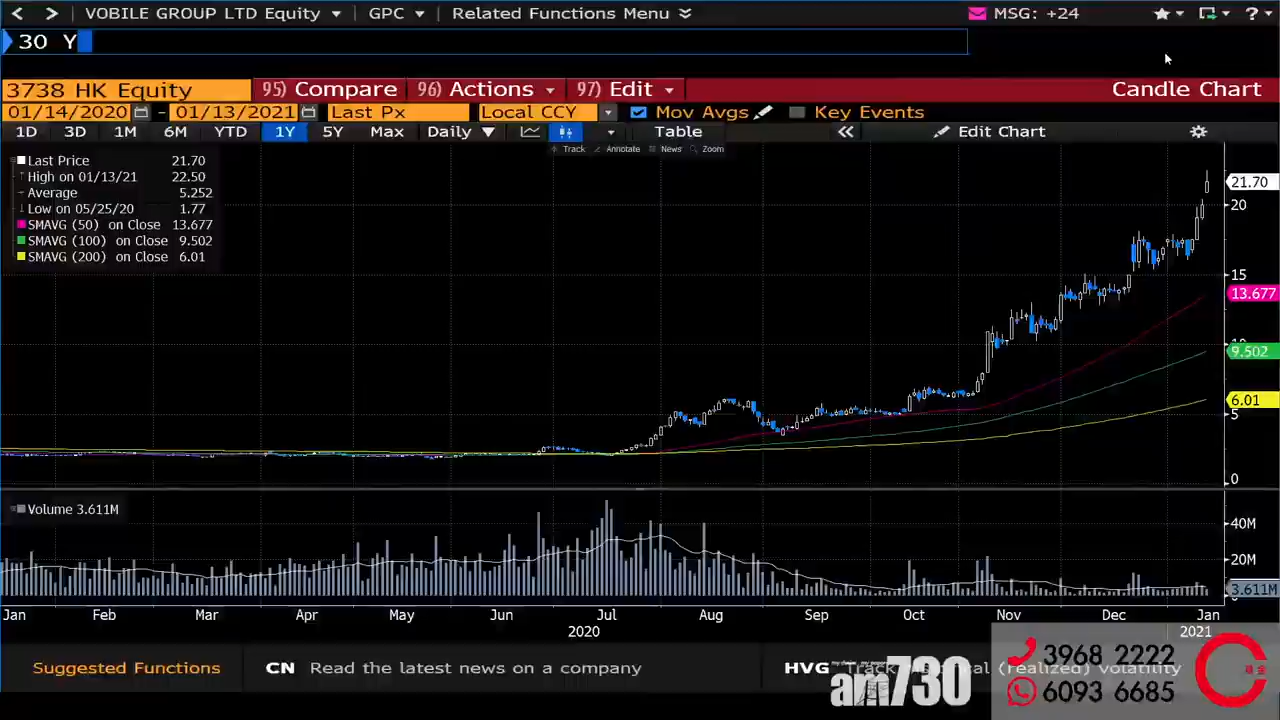 VOBILE GROUP LTD Equity GPC Related Functions Menu MSG: +24 ?
30 Y
3738 HK Equity 95) Compare 96) Actions 97) Edit Candle Chart
01/14/2020 - 01/13/2021 Last Px Local CCY Mov Avgs Key Events
1D 3D 1M 6M YTD 1Y 5Y Max Daily Table Edit Chart
Track Annotate News Zoom
Last Price 21.70
High on 01/13/21 22.50
Average 5.252
Low on 05/25/20 1.77
SMAVG (50) on Close 13.677
SMAVG (100) on Close 9.502
SMAVG (200) on Close 6.01
21.70
20
15
13.677
10
9.502
6.01
5
0
Volume 3.611M
40M
20M
3.611M
0
Jan Feb Mar Apr May Jun Jul Aug Sep Oct Nov Dec Jan
2020 2021
Suggested Functions CN Read the latest news on a company HVG Track historical (realized) volatility
am730
3968 2222
6093 6685